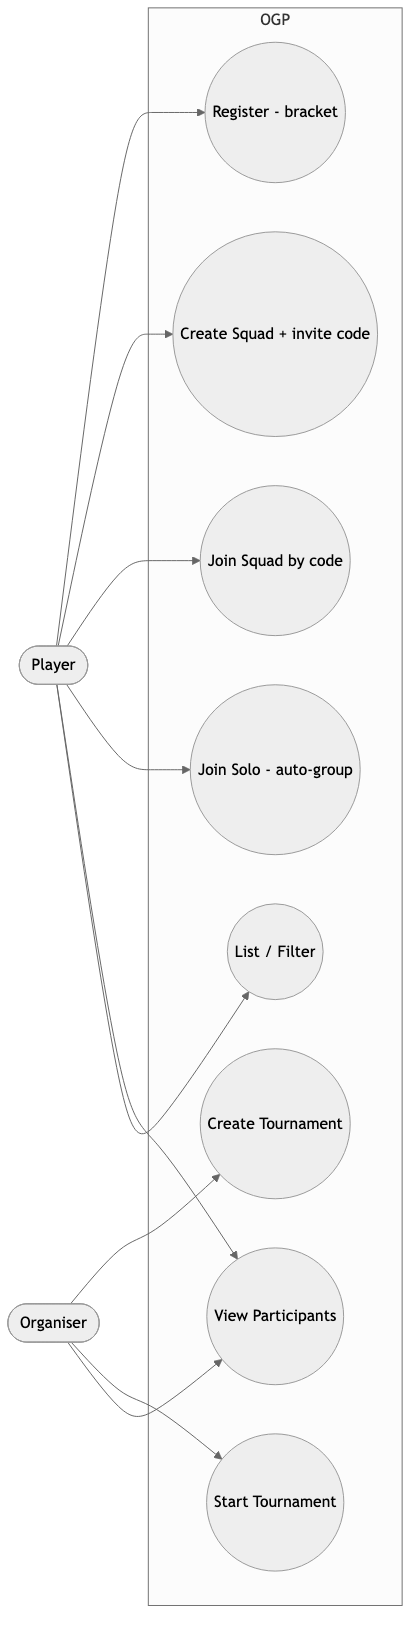 OGP
Register - bracket
Create Squad + invite code
Join Squad by code
Player
Join Solo - auto-group
List / Filter
Create Tournament
View Participants
Organiser
Start Tournament